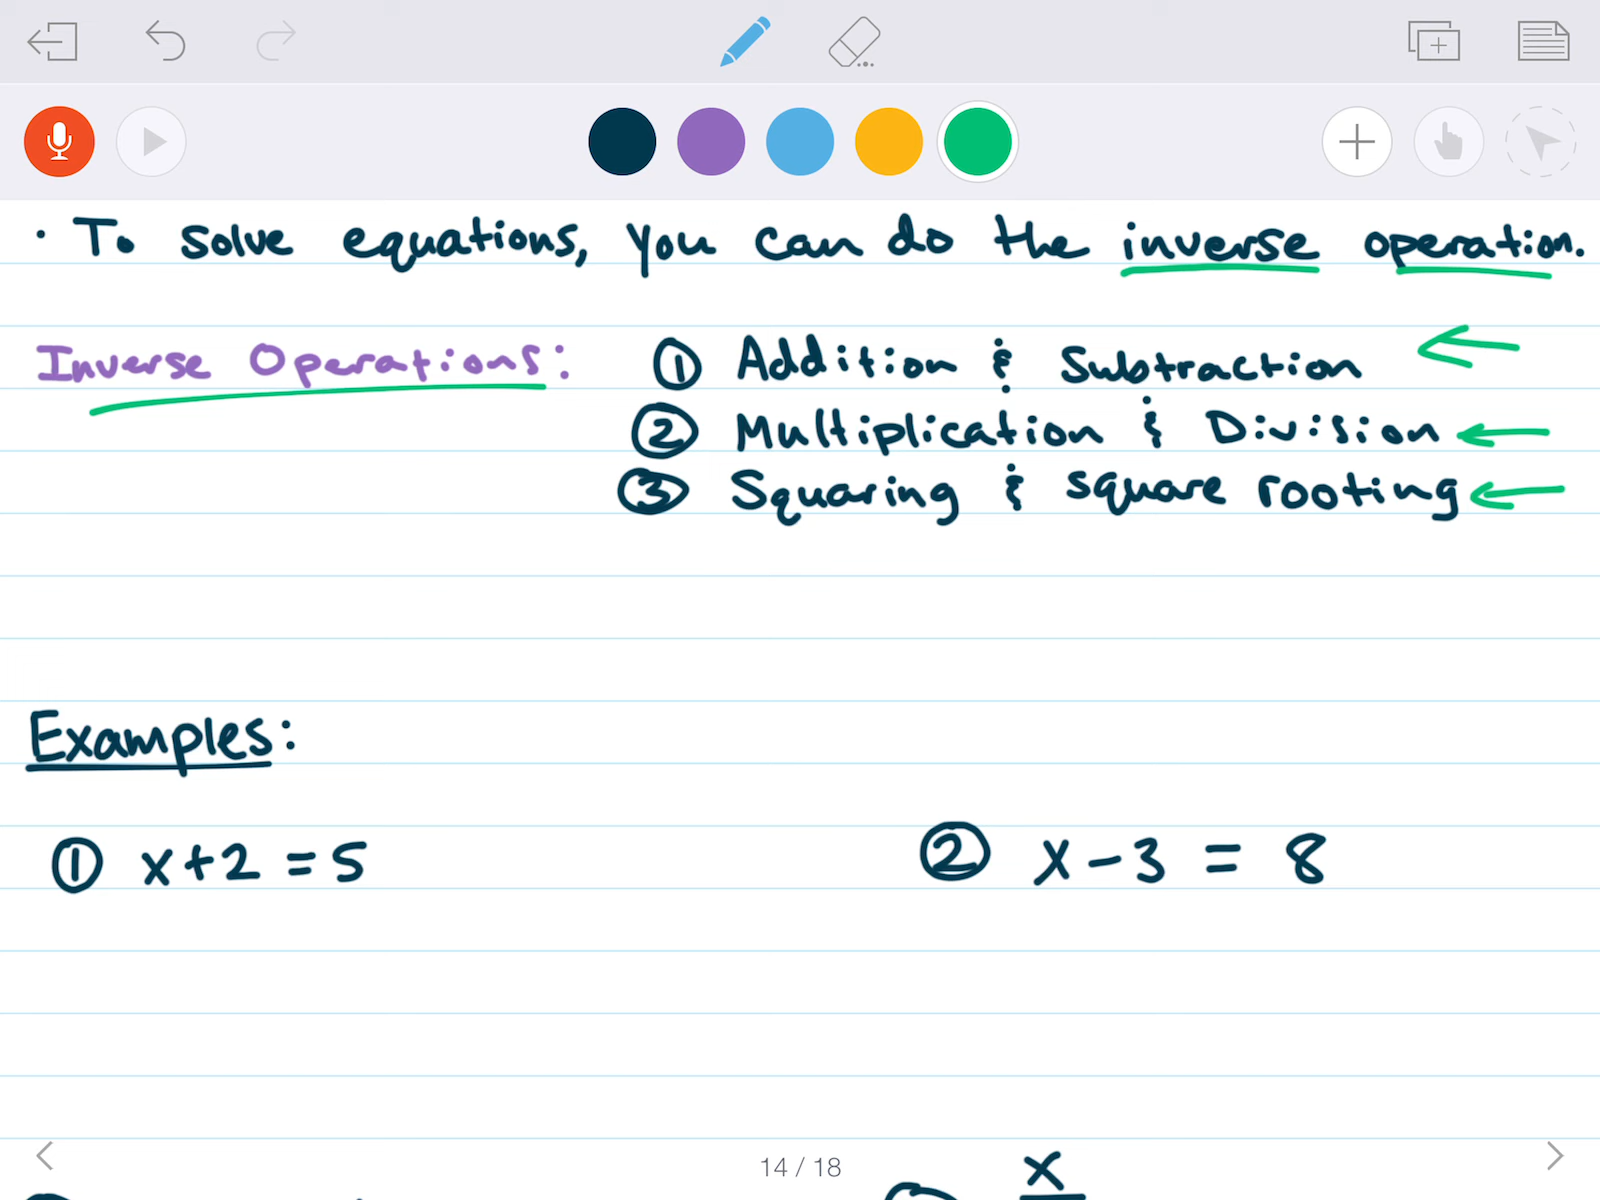 · To solve equations, you can do the inverse operation.
Inverse Operations: ① Addition & Subtraction
② Multiplication & Division
③ Squaring & square rooting
Examples:
① x+2 = 5 ② x-3 = 8
14 / 18
x